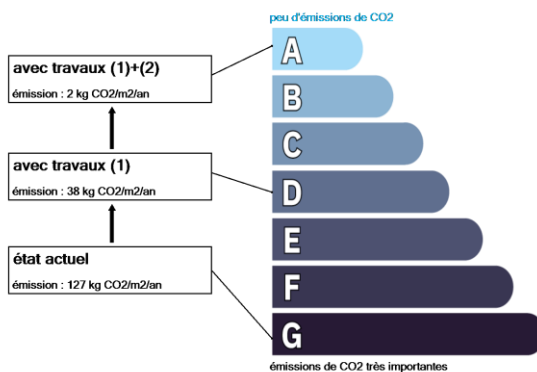 peu d'émissions de CO2
avec travaux (1)+(2)
émission : 2 kg CO2/m2/an
avec travaux (1)
émission : 38 kg CO2/m2/an
état actuel
émission : 127 kg CO2/m2/an
A
B
C
D
E
F
G
émissions de CO2 très importantes